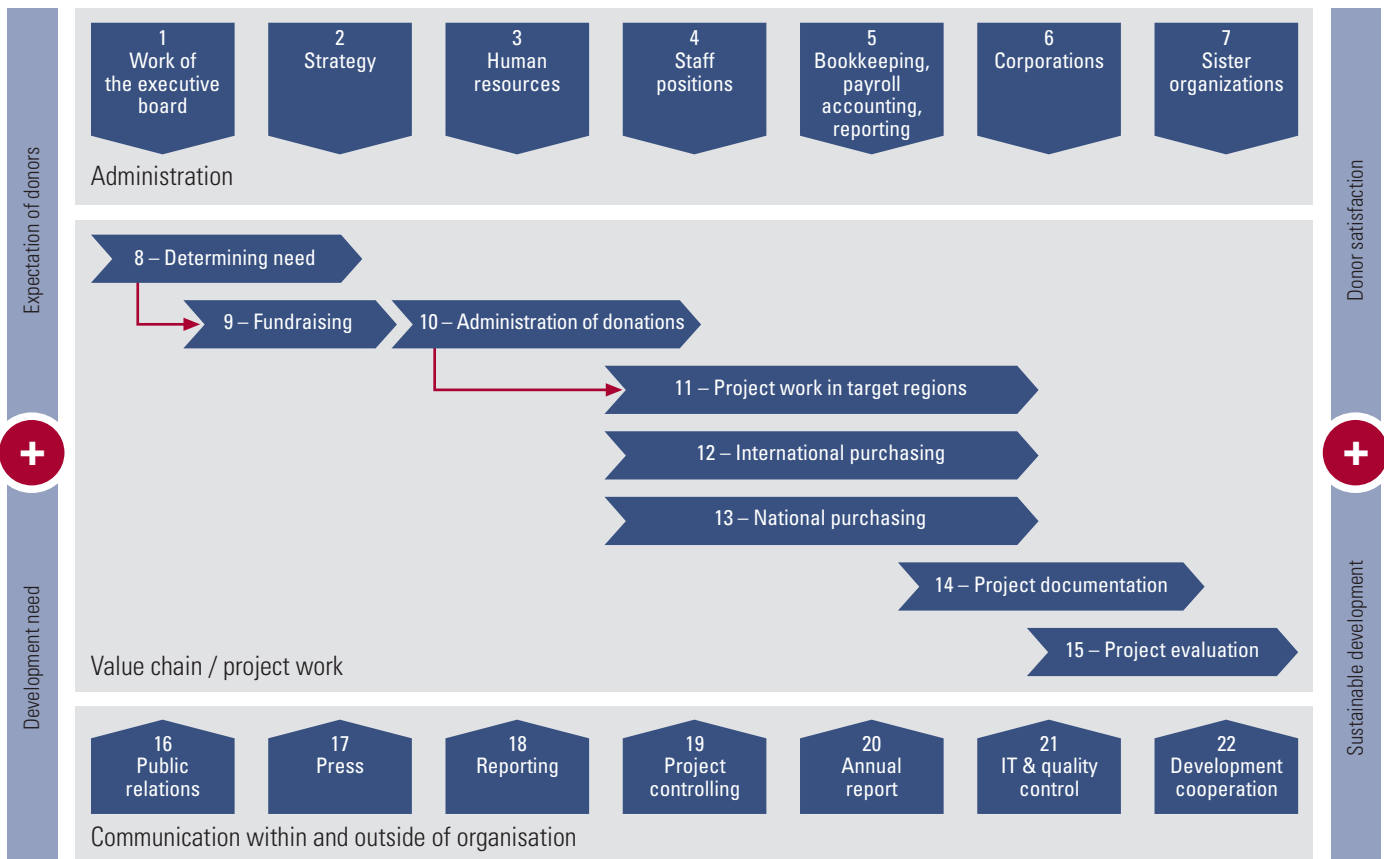 Expectation of donors
Development need
+
1
Work of
the executive
board
2
Strategy
3
Human
resources
4
Staff
positions
5
Bookkeeping,
payroll
accounting,
reporting
6
Corporations
7
Sister
organizations
Administration
8 – Determining need
9 – Fundraising
10 – Administration of donations
11 – Project work in target regions
12 – International purchasing
13 – National purchasing
14 – Project documentation
15 – Project evaluation
Value chain / project work
16
Public
relations
17
Press
18
Reporting
19
Project
controlling
20
Annual
report
21
IT & quality
control
22
Development
cooperation
Communication within and outside of organisation
Donor satisfaction
+
Sustainable development